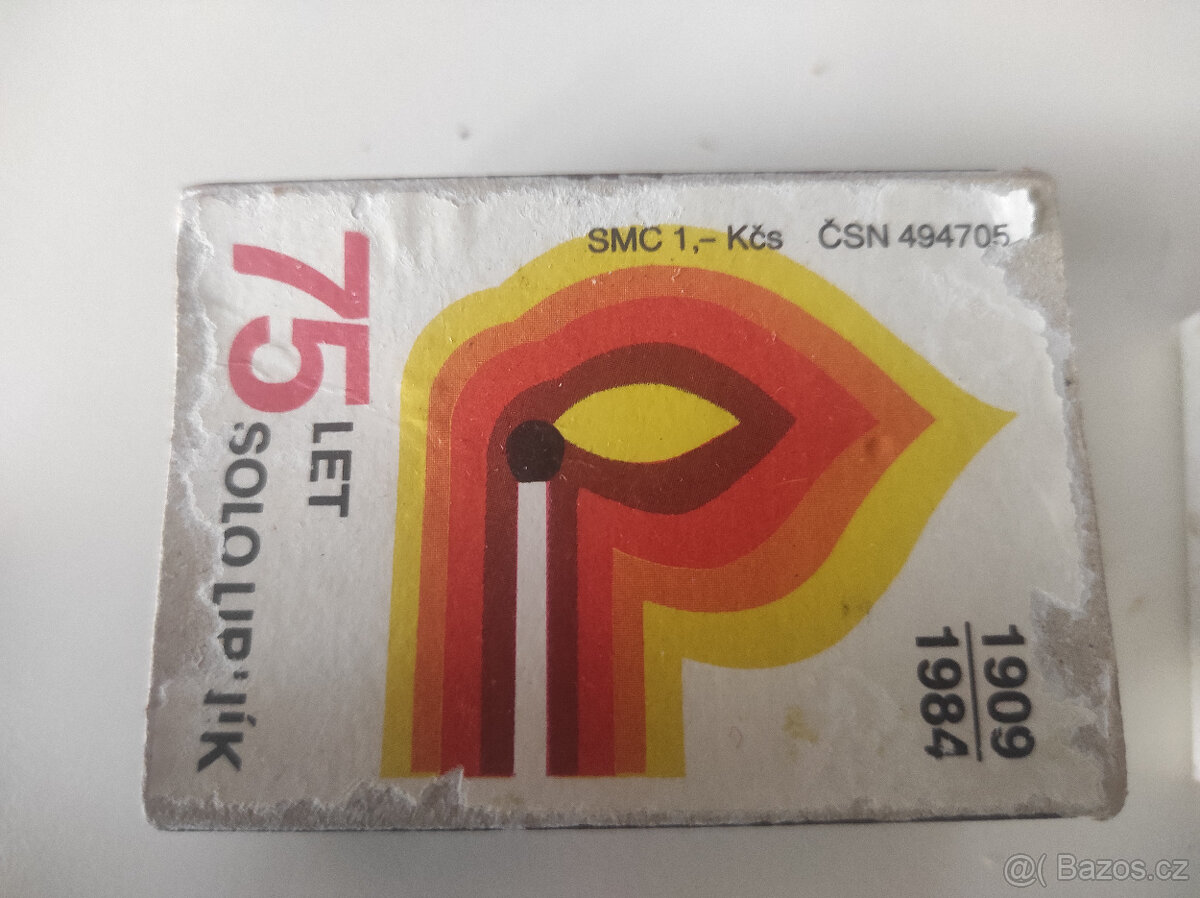 SMC 1,- Kčs ČSN 494705
75
LET
SOLO LIPNÍK
1909
1984
@( Bazos.cz